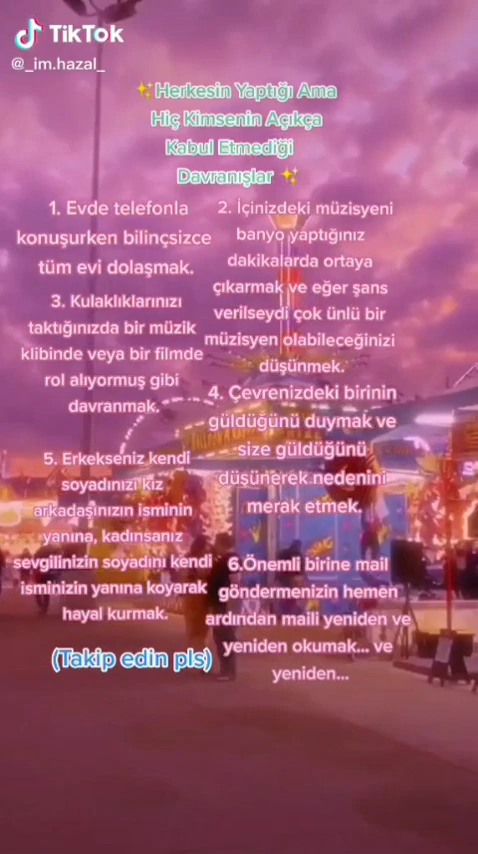 TikTok
@_im.hazal_
✨Herkesin Yaptığı Ama
Hiç Kimsenin Açıkça
Kabul Etmediği
Davranışlar ✨
1. Evde telefonla
konuşurken bilinçsizce
tüm evi dolaşmak.
2. İçinizdeki müzisyeni
banyo yaptığınız
dakikalarda ortaya
çıkarmak ve eğer şans
verilseydi çok ünlü bir
müzisyen olabileceğinizi
düşünmek.
3. Kulaklıklarınızı
taktığınızda bir müzik
klibinde veya bir filmde
rol alıyormuş gibi
davranmak.
4. Çevrenizdeki birinin
güldüğünü duymak ve
size güldüğünü
düşünerek nedenini
merak etmek.
5. Erkekseniz kendi
soyadınızı kız
arkadaşınızın isminin
yanına, kadınsanız
sevgilinizin soyadını kendi
isminizin yanına koyarak
hayal kurmak.
6.Önemli birine mail
göndermenizin hemen
ardından maili yeniden ve
yeniden okumak... ve
yeniden...
(Takip edin pls)